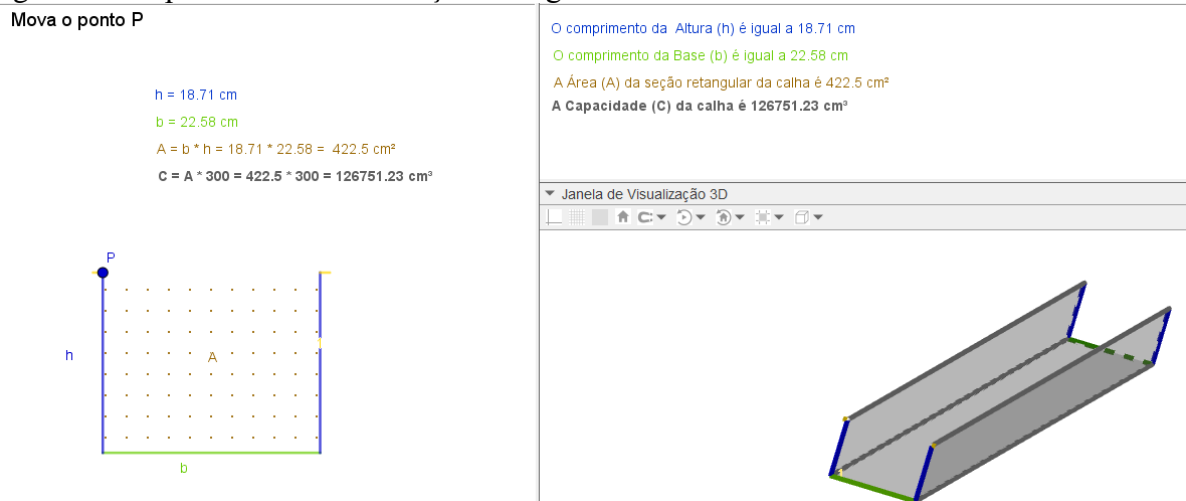 Mova o ponto P
h = 18.71 cm
b = 22.58 cm
A = b * h = 18.71 * 22.58 = 422.5 cm²
C = A * 300 = 422.5 * 300 = 126751.23 cm³
P
h
A
b
O comprimento da Altura (h) é igual a 18.71 cm
O comprimento da Base (b) é igual a 22.58 cm
A Área (A) da seção retangular da calha é 422.5 cm²
A Capacidade (C) da calha é 126751.23 cm³
Janela de Visualização 3D